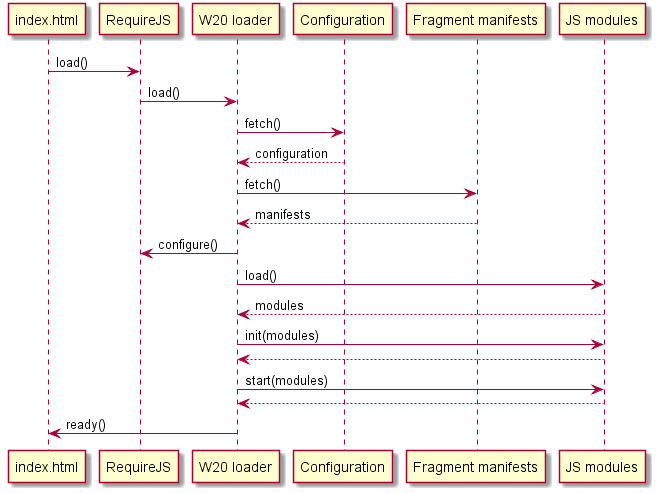 index.html RequireJS W20 loader Configuration Fragment manifests JS modules
load()
load()
fetch()
configuration
fetch()
manifests
configure()
load()
modules
init(modules)
start(modules)
ready()
index.html RequireJS W20 loader Configuration Fragment manifests JS modules